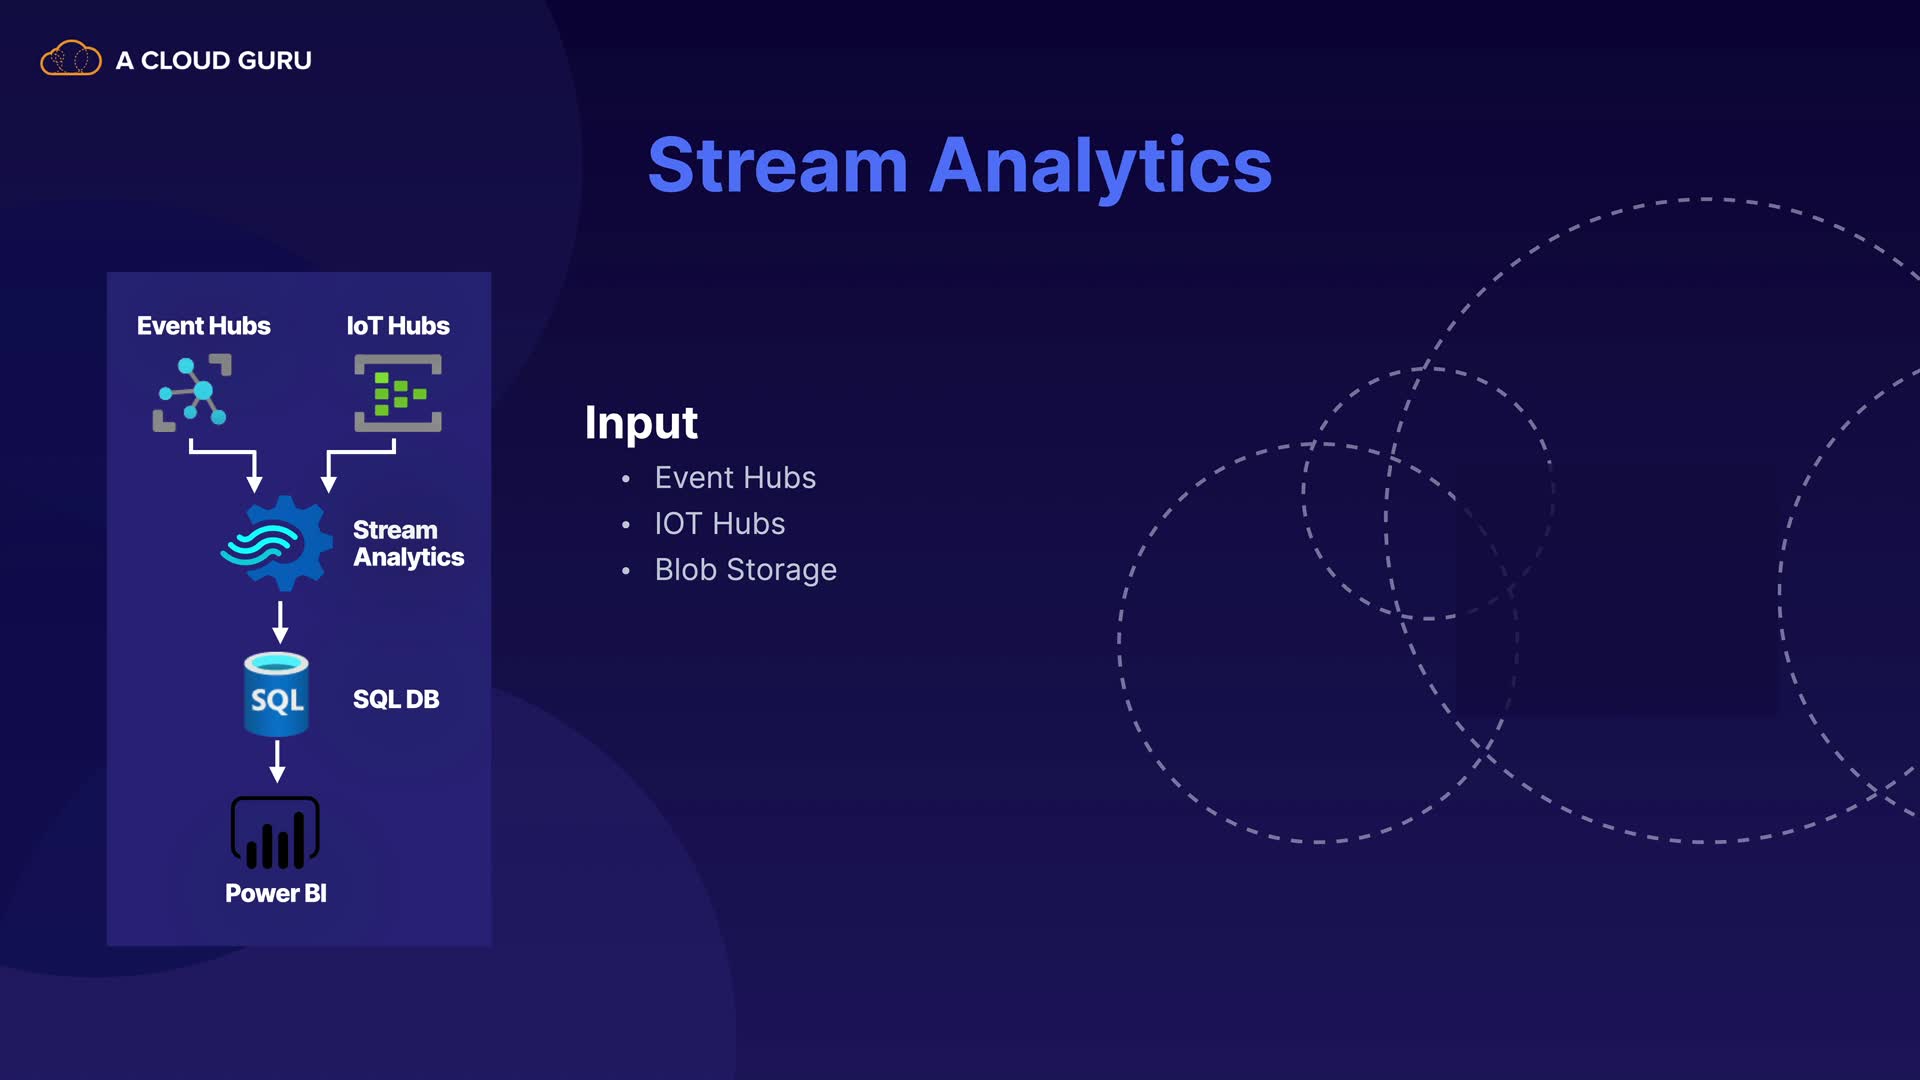 A CLOUD GURU
Stream Analytics
Event Hubs
IoT Hubs
Stream
Analytics
SQL
SQL DB
Power BI
Input
• Event Hubs
• IOT Hubs
• Blob Storage